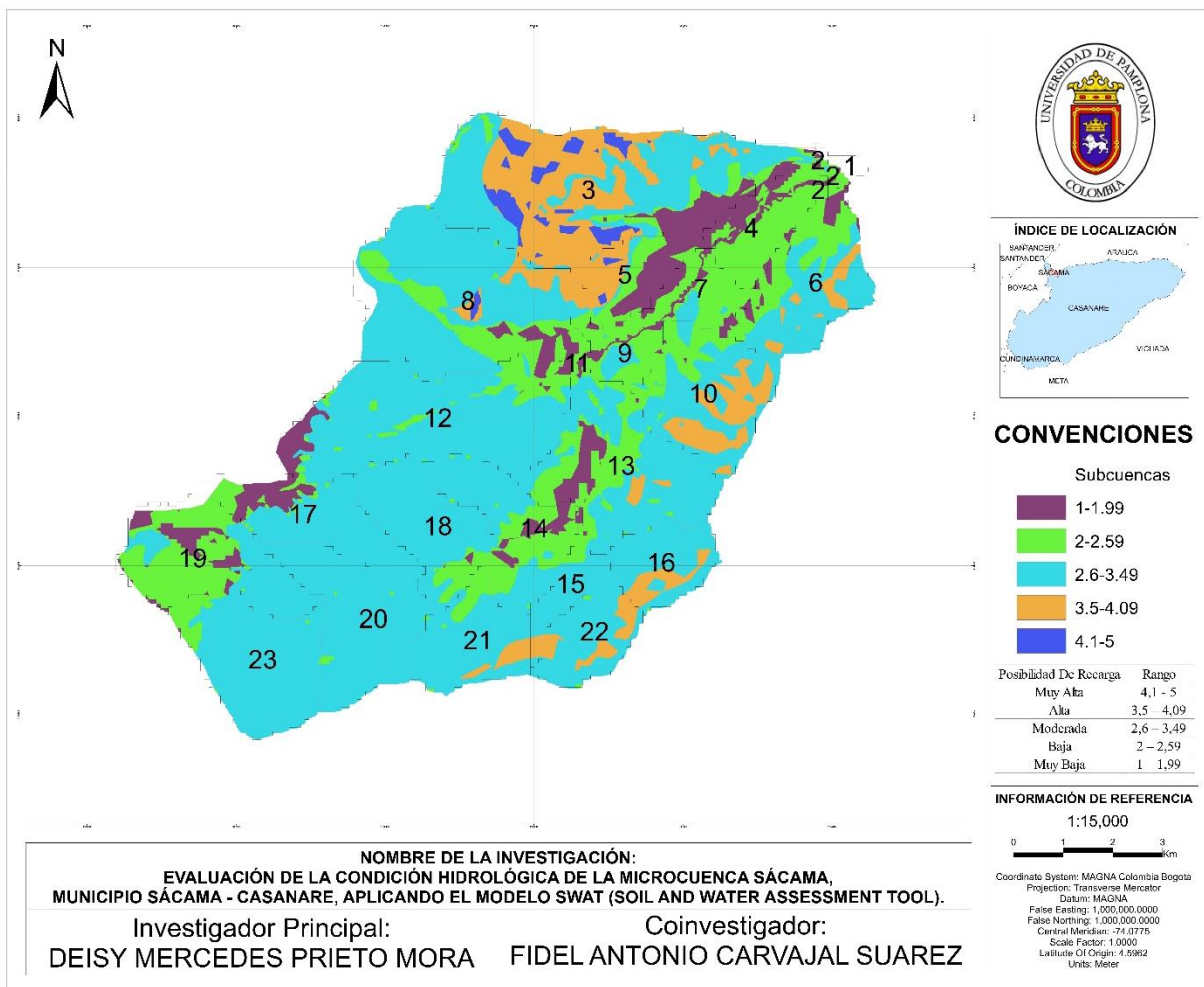 N
2
1
2
2
3
4
5
7
6
8
9
11
10
12
13
17
18
14
19
16
15
20
21
22
23
UNIVERSIDAD DE PAMPLONA
COLOMBIA
ÍNDICE DE LOCALIZACIÓN
SANTANDER
ARAUCA
SANTANDER
SÁCAMA
BOYACA
CASANARE
VICHADA
CUNDINAMARCA
META
CONVENCIONES
Subcuencas
1-1.99
2-2.59
2.6-3.49
3.5-4.09
4.1-5
Posibilidad De Recarga Rango
Muy Alta 4,1 - 5
Alta 3,5 – 4,09
Moderada 2,6 – 3,49
Baja 2 – 2,59
Muy Baja 1 – 1,99
INFORMACIÓN DE REFERENCIA
1:15,000
0 1 2 3
Km
Coordinate System: MAGNA Colombia Bogota
Projection: Transverse Mercator
Datum: MAGNA
False Easting: 1,000,000.0000
False Northing: 1,000,000.0000
Central Meridian: -74.0775
Scale Factor: 1.0000
Latitude Of Origin: 4.5962
Units: Meter
NOMBRE DE LA INVESTIGACIÓN:
EVALUACIÓN DE LA CONDICIÓN HIDROLÓGICA DE LA MICROCUENCA SÁCAMA,
MUNICIPIO SÁCAMA - CASANARE, APLICANDO EL MODELO SWAT (SOIL AND WATER ASSESSMENT TOOL).
Investigador Principal:
DEISY MERCEDES PRIETO MORA
Coinvestigador:
FIDEL ANTONIO CARVAJAL SUAREZ